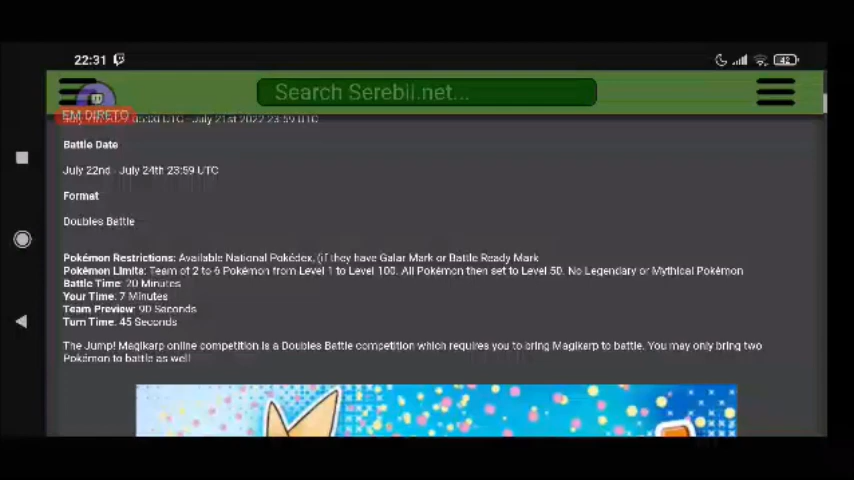 22:31
42
Search Serebii.net...
EM DIRETO
05:00 UTC - July 21st 2022 23:59 UTC
Battle Date
July 22nd - July 24th 23:59 UTC
Format
Doubles Battle
Pokémon Restrictions: Available National Pokédex, (if they have Galar Mark or Battle Ready Mark
Pokémon Limits: Team of 2 to 6 Pokémon from Level 1 to Level 100. All Pokémon then set to Level 50. No Legendary or Mythical Pokémon
Battle Time: 20 Minutes
Your Time: 7 Minutes
Team Preview: 90 Seconds
Turn Time: 45 Seconds
The Jump! Magikarp online competition is a Doubles Battle competition which requires you to bring Magikarp to battle. You may only bring two
Pokémon to battle as well